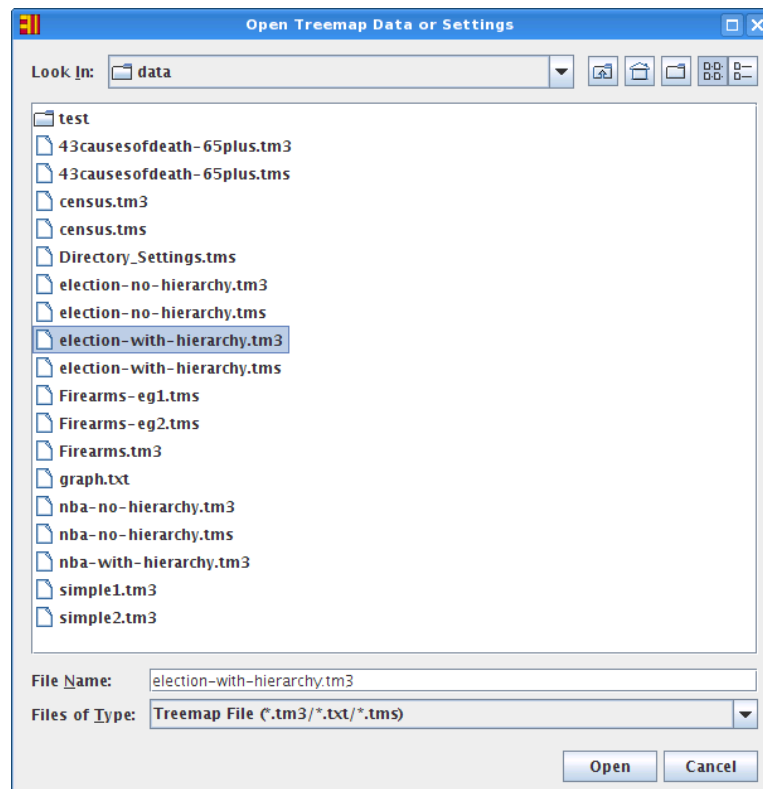 Open Treemap Data or Settings
Look In: data
test
43causesofdeath-65plus.tm3
43causesofdeath-65plus.tms
census.tm3
census.tms
Directory_Settings.tms
election-no-hierarchy.tm3
election-no-hierarchy.tms
election-with-hierarchy.tm3
election-with-hierarchy.tms
Firearms-eg1.tms
Firearms-eg2.tms
Firearms.tm3
graph.txt
nba-no-hierarchy.tm3
nba-no-hierarchy.tms
nba-with-hierarchy.tm3
simple1.tm3
simple2.tm3
File Name: election-with-hierarchy.tm3
Files of Type: Treemap File (*.tm3/*.txt/*.tms)
Open Cancel